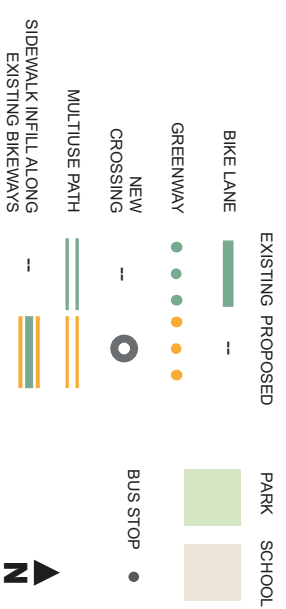 EXISTING PROPOSED
BIKE LANE --
GREENWAY
NEW
CROSSING --
MULTIUSE PATH
SIDEWALK INFILL ALONG
EXISTING BIKEWAYS --
PARK
SCHOOL
BUS STOP
N